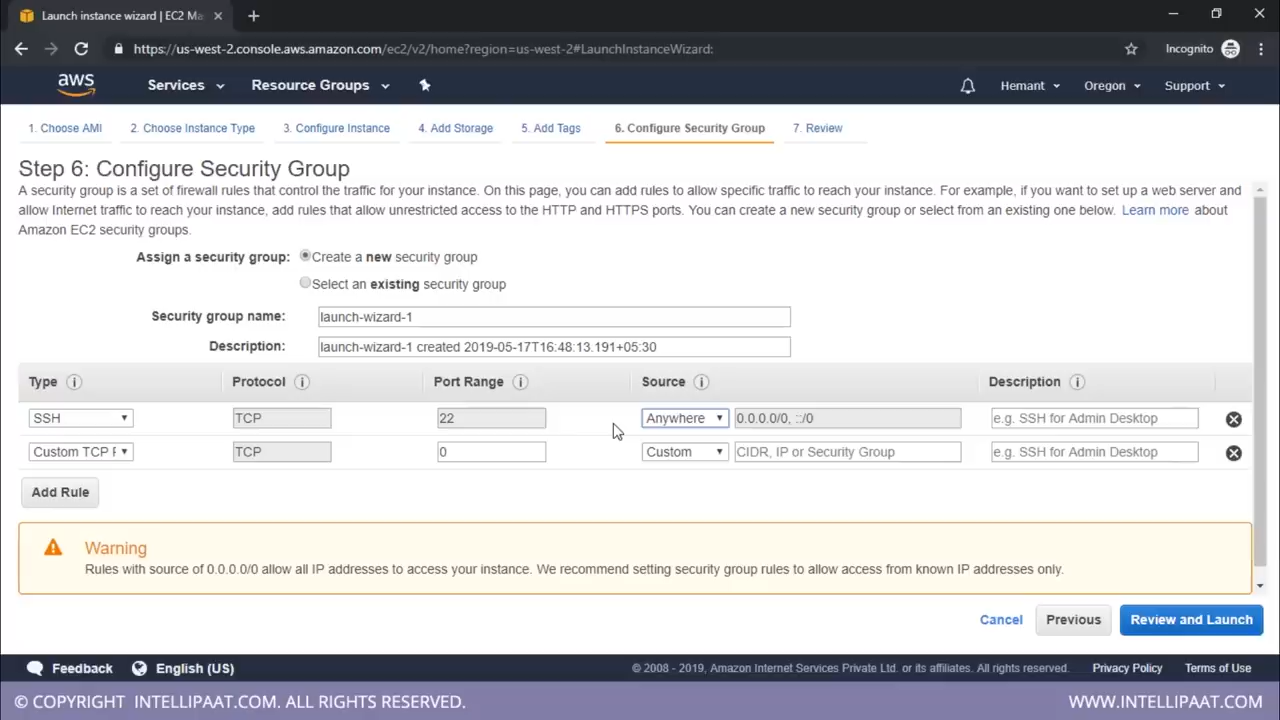 Launch instance wizard | EC2 Ma
https://us-west-2.console.aws.amazon.com/ec2/v2/home?region=us-west-2#LaunchInstanceWizard:
Incognito
aws
Services
Resource Groups
Hemant
Oregon
Support
1. Choose AMI
2. Choose Instance Type
3. Configure Instance
4. Add Storage
5. Add Tags
6. Configure Security Group
7. Review
Step 6: Configure Security Group
A security group is a set of firewall rules that control the traffic for your instance. On this page, you can add rules to allow specific traffic to reach your instance. For example, if you want to set up a web server and
allow Internet traffic to reach your instance, add rules that allow unrestricted access to the HTTP and HTTPS ports. You can create a new security group or select from an existing one below. Learn more about
Amazon EC2 security groups.
Assign a security group: Create a new security group
Select an existing security group
Security group name: launch-wizard-1
Description: launch-wizard-1 created 2019-05-17T16:48:13.191+05:30
Type i Protocol i Port Range i Source i Description i
SSH TCP 22 Anywhere 0.0.0.0/0, ::/0 e.g. SSH for Admin Desktop
Custom TCP F TCP 0 Custom CIDR, IP or Security Group e.g. SSH for Admin Desktop
Add Rule
Warning
Rules with source of 0.0.0.0/0 allow all IP addresses to access your instance. We recommend setting security group rules to allow access from known IP addresses only.
Cancel Previous Review and Launch
Feedback English (US) © 2008 - 2019, Amazon Internet Services Private Ltd. or its affiliates. All rights reserved. Privacy Policy Terms of Use
© COPYRIGHT INTELLIPAAT.COM. ALL RIGHTS RESERVED. WWW.INTELLIPAAT.COM